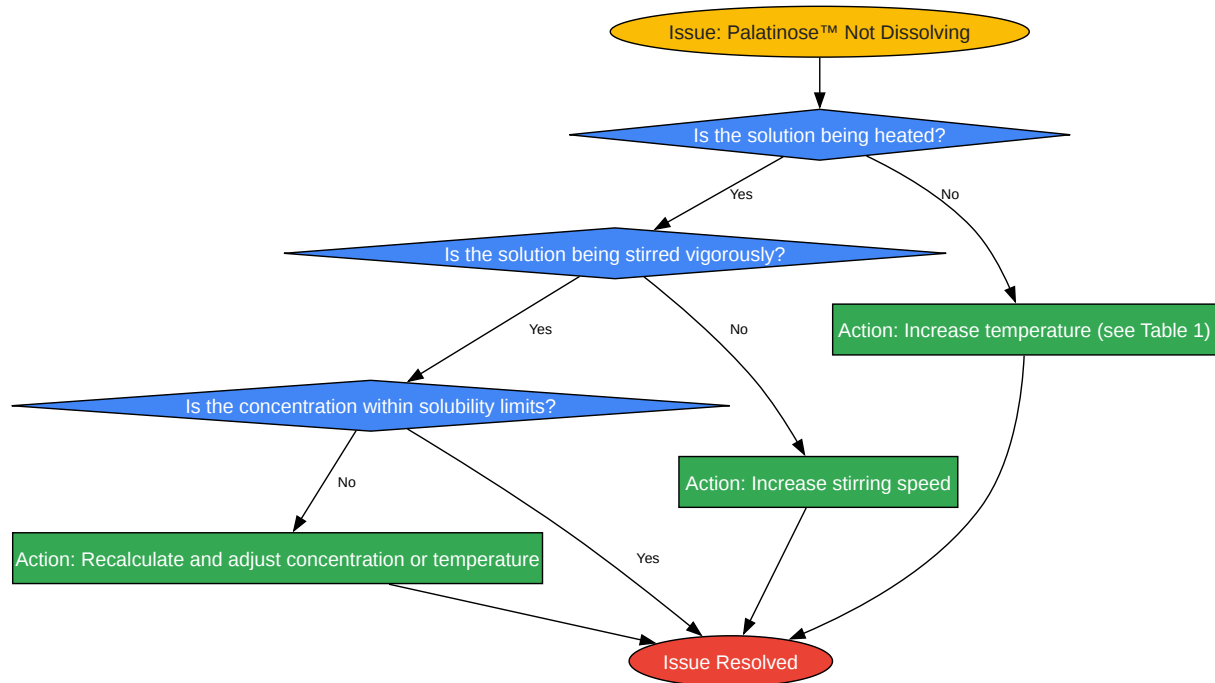 Issue: Palatinose™ Not Dissolving
Is the solution being heated?
Yes
No
Is the solution being stirred vigorously?
Action: Increase temperature (see Table 1)
Yes
No
Is the concentration within solubility limits?
Action: Increase stirring speed
No
Yes
Action: Recalculate and adjust concentration or temperature
Issue Resolved